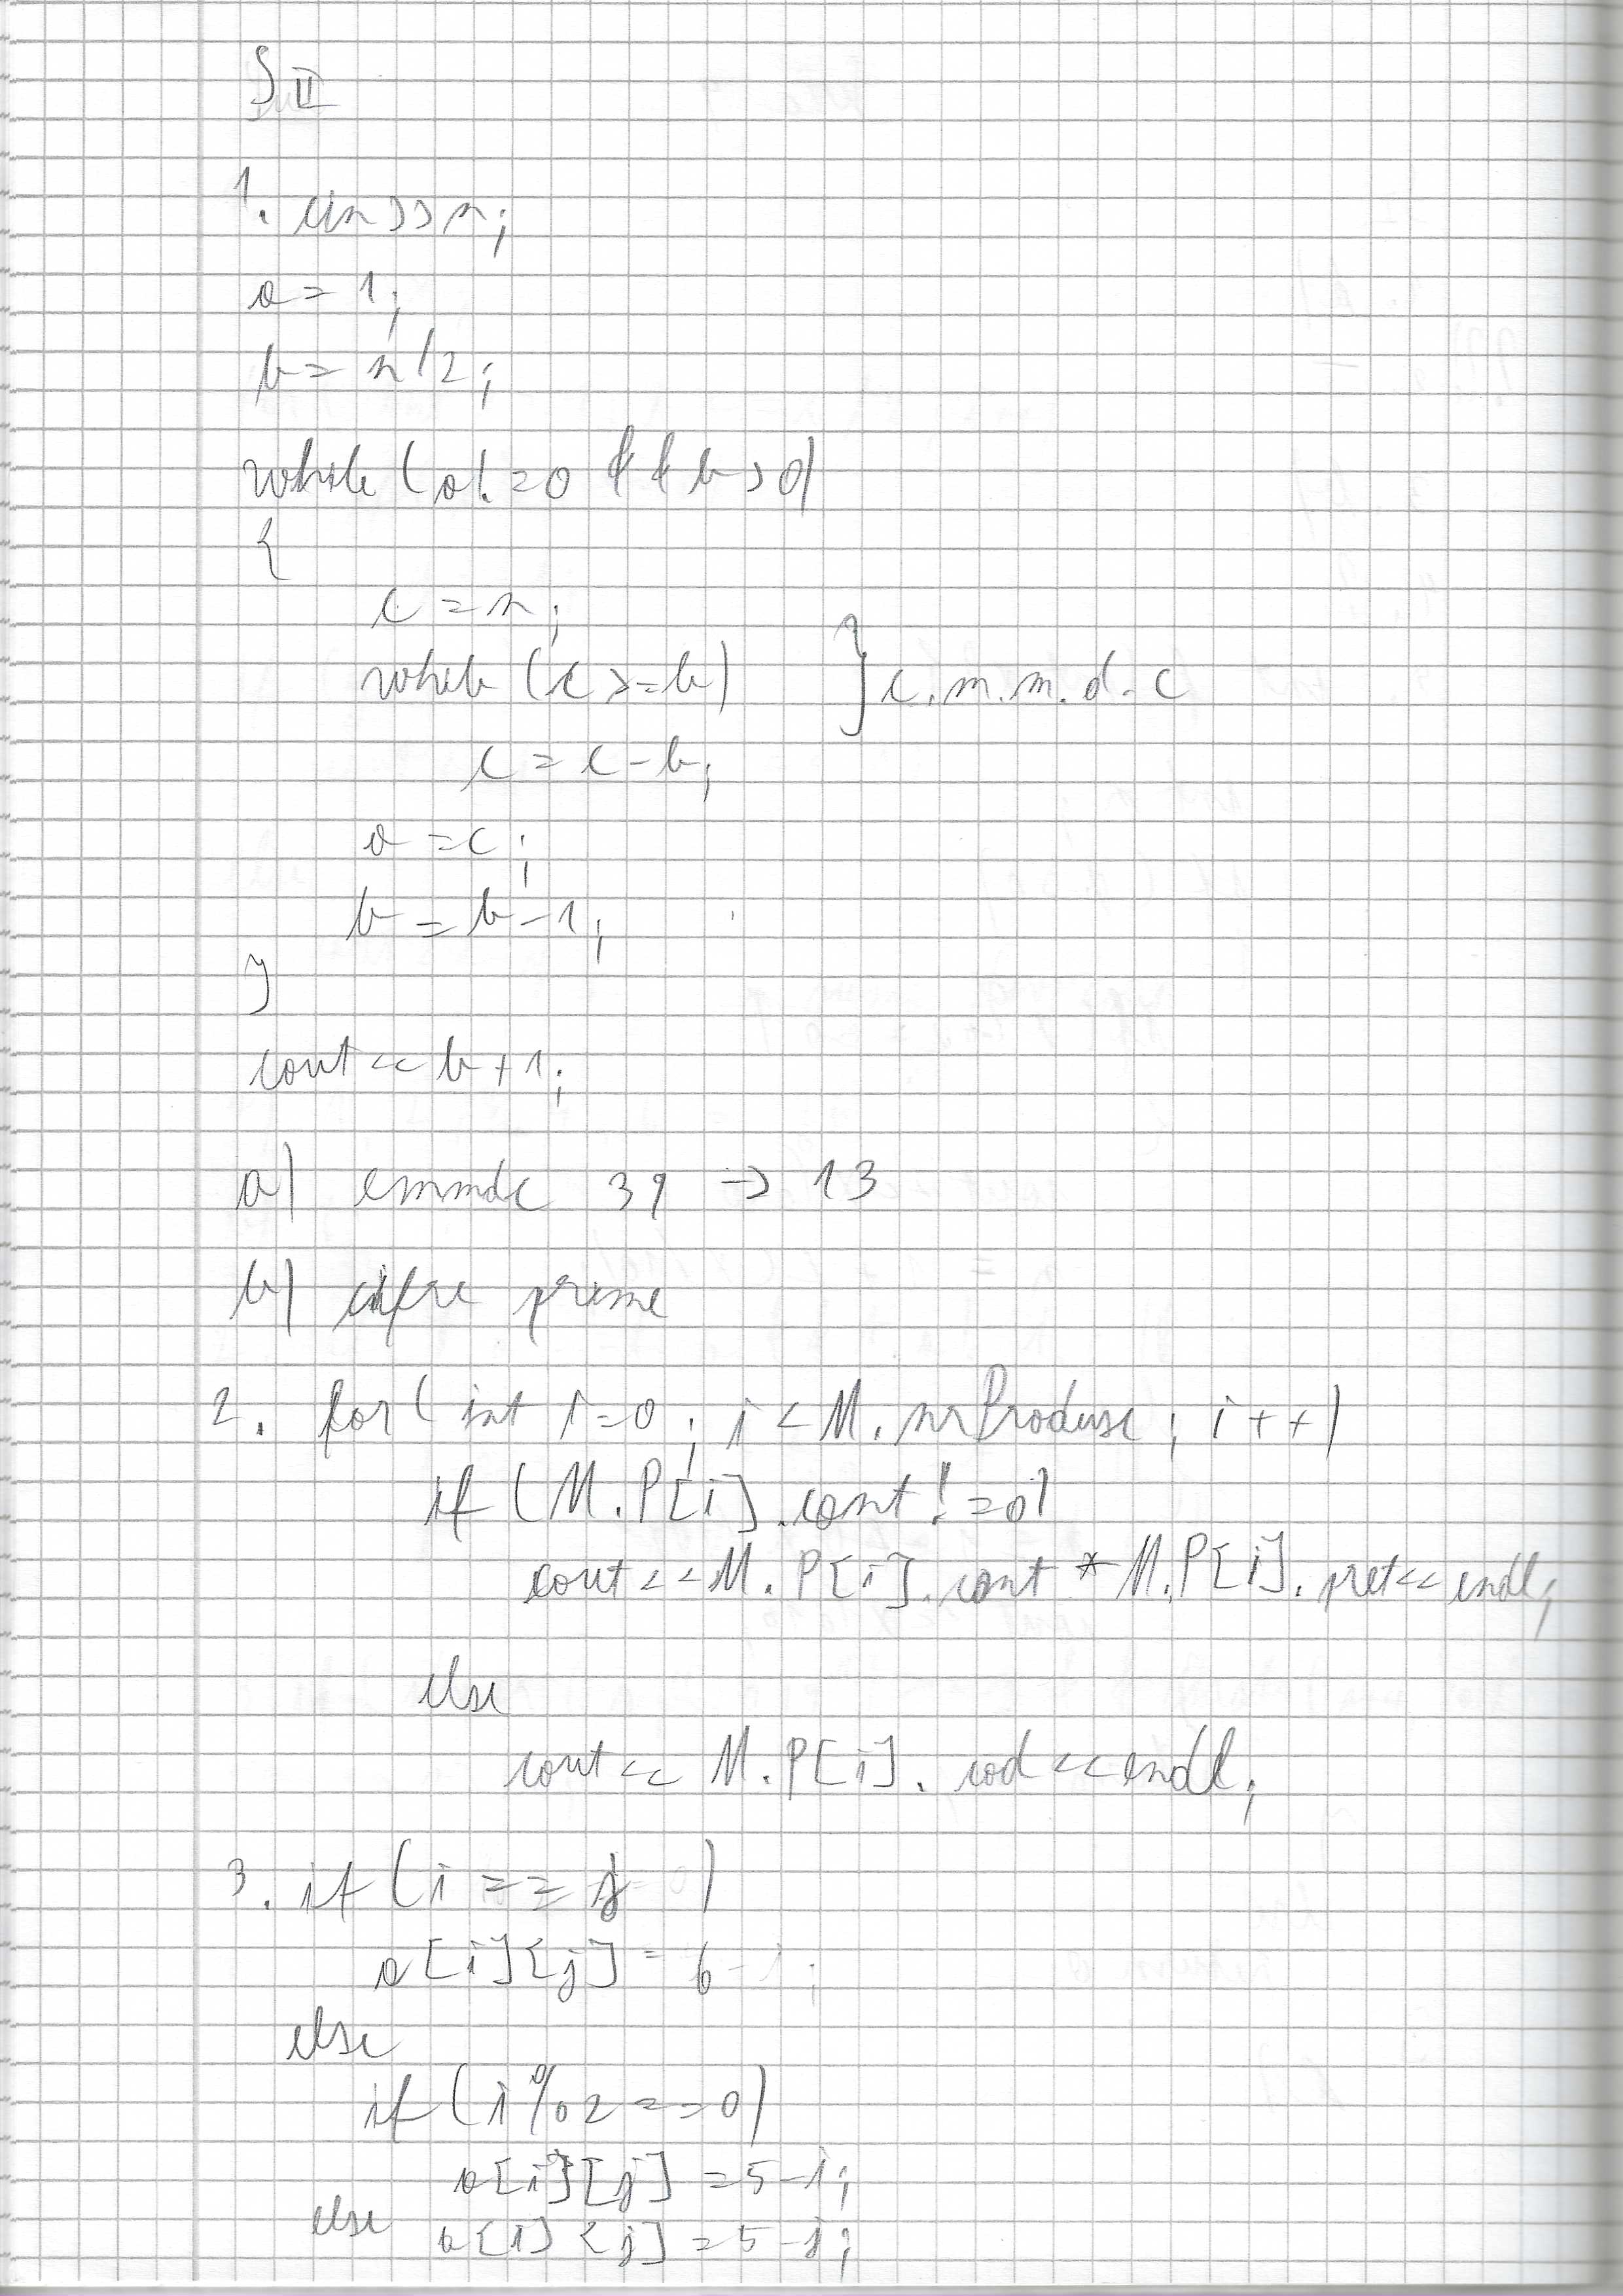 S II
1. cin>>n;
a=1;
b=n/2;
while (a!=0 && b>0)
{
c=n;
while (c>=b) } c.m.m.d.c
c=c-b;
a=c;
b=b-1;
}
cout<<b+1;
a) cmmdc 39 -> 13
b) cifre prime
2. for( int i=0; i<M.nrProduse; i++)
if (M.P[i].cant!=0)
cout<<M.P[i].cant*M.P[i].pret<<endl;
else
cout<<M.P[i].cod<<endl;
3. if (i==j)
a[i][j]=6
else
if (i%2==0)
a[i][j]=5-i;
else a[i][j]=5-j;